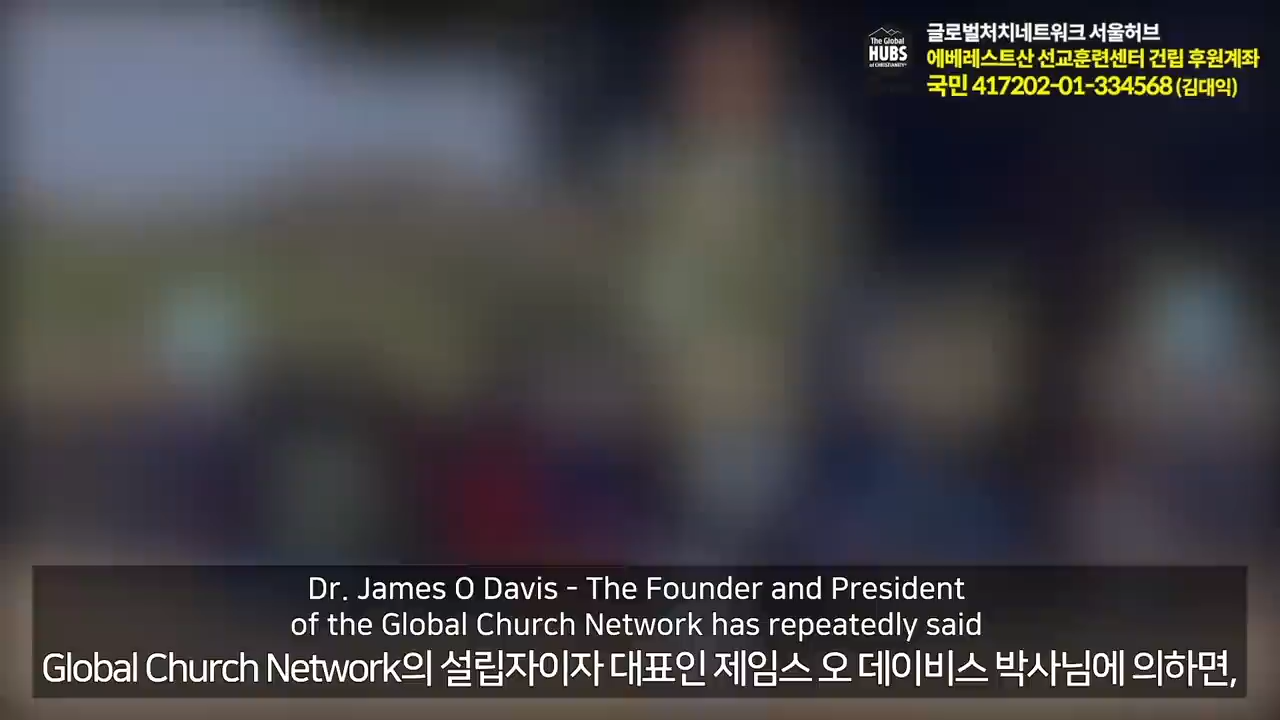 The Global
HUBS
of CHRISTIANITY
글로벌처치네트워크 서울허브
에베레스트산 선교훈련센터 건립 후원계좌
국민 417202-01-334568 (김대익)
Dr. James O Davis - The Founder and President
of the Global Church Network has repeatedly said
Global Church Network의 설립자이자 대표인 제임스 오 데이비스 박사님에 의하면,